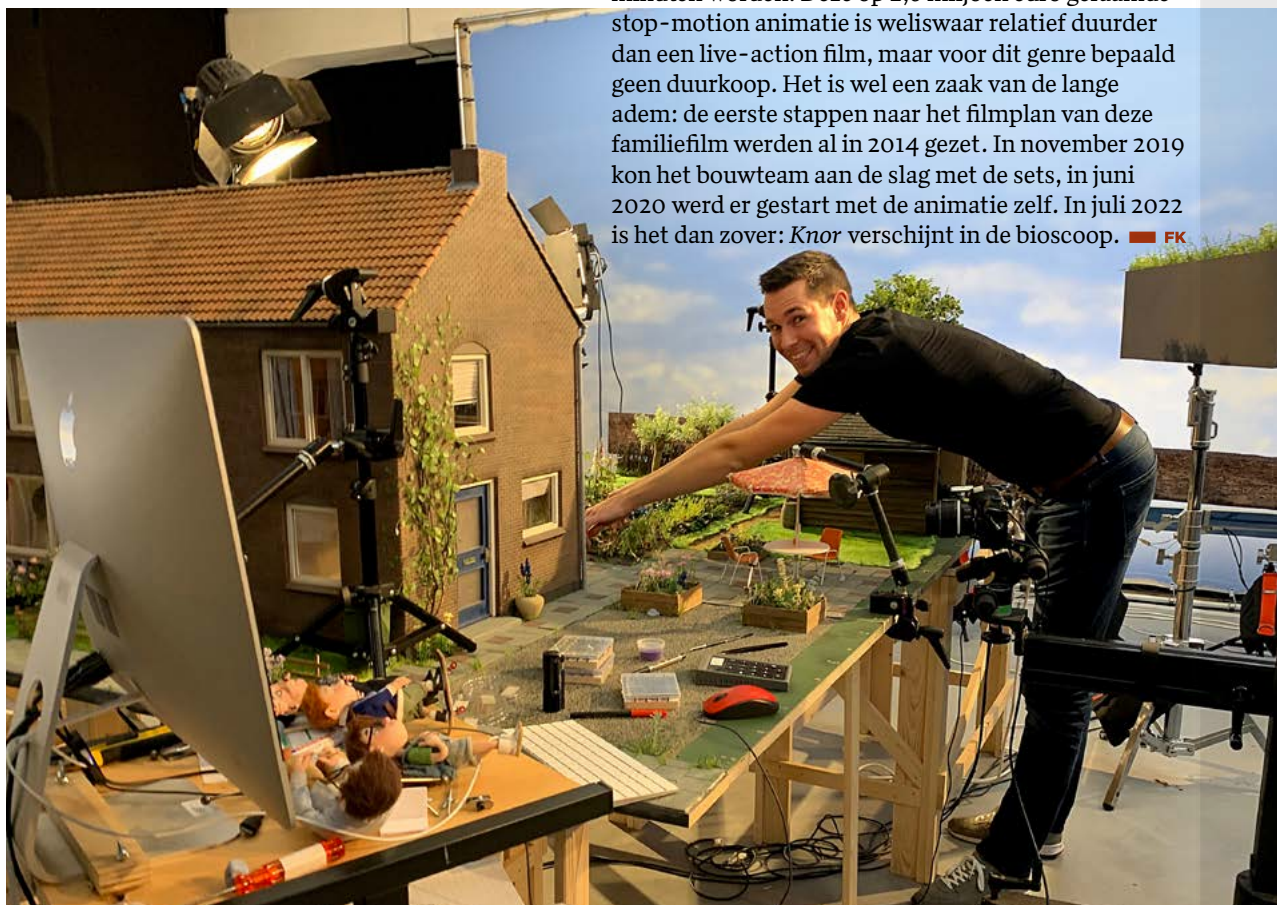 stop-motion animatie is weliswaar relatief duurder
dan een live-action film, maar voor dit genre bepaald
geen duurkoop. Het is wel een zaak van de lange
adem: de eerste stappen naar het filmplan van deze
familiefilm werden al in 2014 gezet. In november 2019
kon het bouwteam aan de slag met de sets, in juni
2020 werd er gestart met de animatie zelf. In juli 2022
is het dan zover: Knor verschijnt in de bioscoop. FK